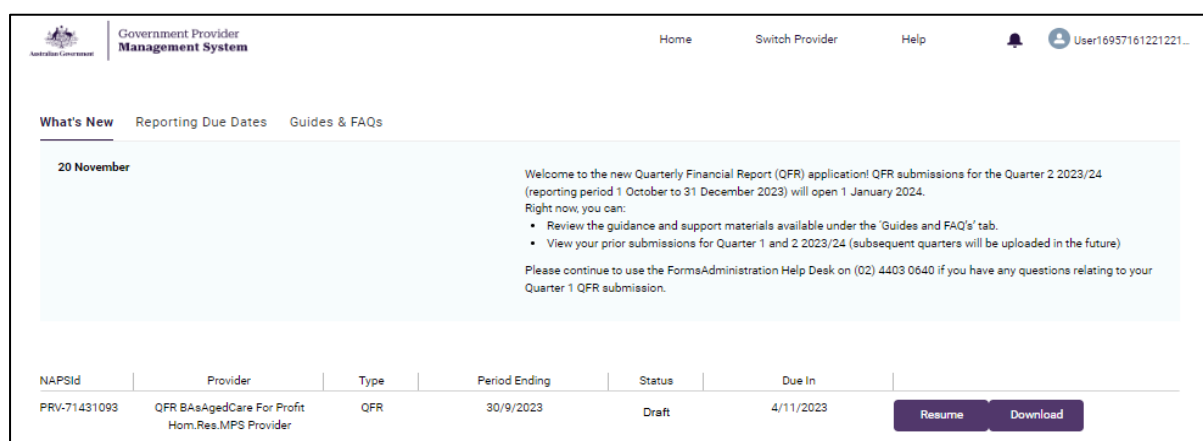 Australian Government
Government Provider
Management System
Home
Switch Provider
Help
User16957161221221...
What's New
Reporting Due Dates
Guides & FAQs
20 November
Welcome to the new Quarterly Financial Report (QFR) application! QFR submissions for the Quarter 2 2023/24
(reporting period 1 October to 31 December 2023) will open 1 January 2024.
Right now, you can:
▪ Review the guidance and support materials available under the 'Guides and FAQ's' tab.
▪ View your prior submissions for Quarter 1 and 2 2023/24 (subsequent quarters will be uploaded in the future)
Please continue to use the FormsAdministration Help Desk on (02) 4403 0640 if you have any questions relating to your
Quarter 1 QFR submission.
NAPSId
Provider
Type
Period Ending
Status
Due In
PRV-71431093
QFR BAsAgedCare For Profit
Hom.Res.MPS Provider
QFR
30/9/2023
Draft
4/11/2023
Resume
Download